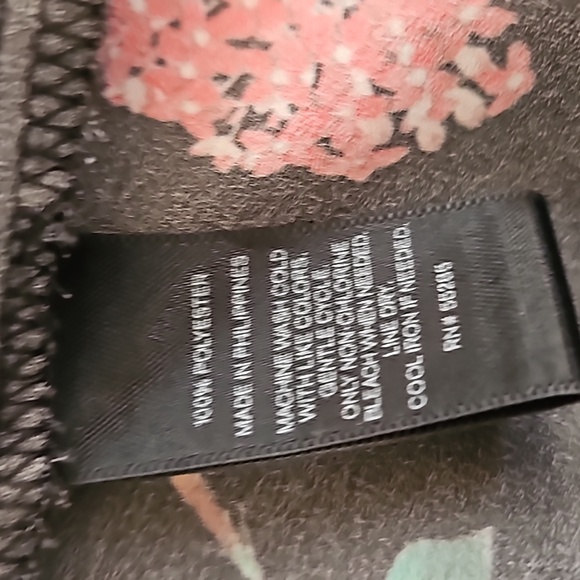 100% POLYESTER
MADE IN PHILIPPINES
MACHINE WASH COLD
WITH LIKE COLORS.
GENTLE CYCLE.
ONLY NON-CHLORINE
BLEACH WHEN NEEDED.
LINE DRY.
COOL IRON IF NEEDED.
RN# 55285